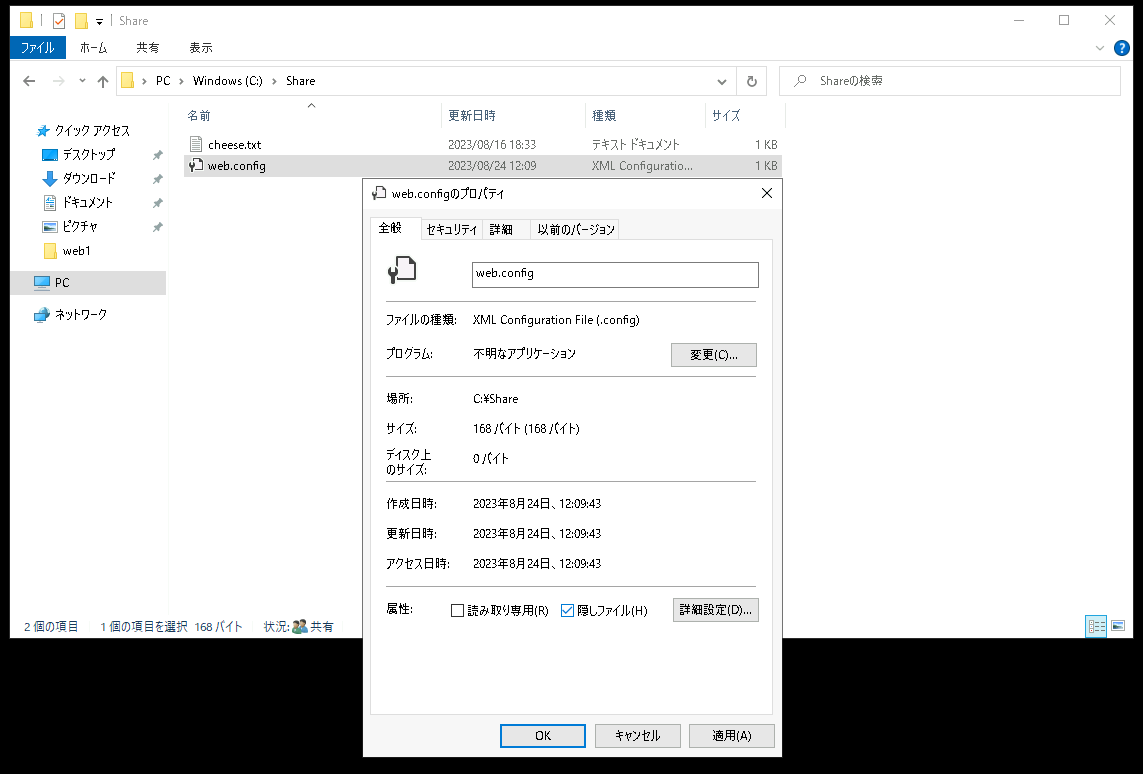 Share
ファイル ホーム 共有 表示
PC Windows (C:) Share
Shareの検索
名前 更新日時 種類 サイズ
クイック アクセス
デスクトップ
ダウンロード
ドキュメント
ピクチャ
web1
PC
ネットワーク
cheese.txt 2023/08/16 18:33 テキスト ドキュメント 1 KB
web.config 2023/08/24 12:09 XML Configuratio... 1 KB
web.configのプロパティ
全般 セキュリティ 詳細 以前のバージョン
web.config
ファイルの種類: XML Configuration File (.config)
プログラム: 不明なアプリケーション 変更(C)...
場所: C:¥Share
サイズ: 168 バイト (168 バイト)
ディスク上
のサイズ: 0 バイト
作成日時: 2023年8月24日、12:09:43
更新日時: 2023年8月24日、12:09:43
アクセス日時: 2023年8月24日、12:09:43
属性: 読み取り専用(R) 隠しファイル(H) 詳細設定(D)...
OK キャンセル 適用(A)
2 個の項目 1 個の項目を選択 168 バイト 状況: 共有